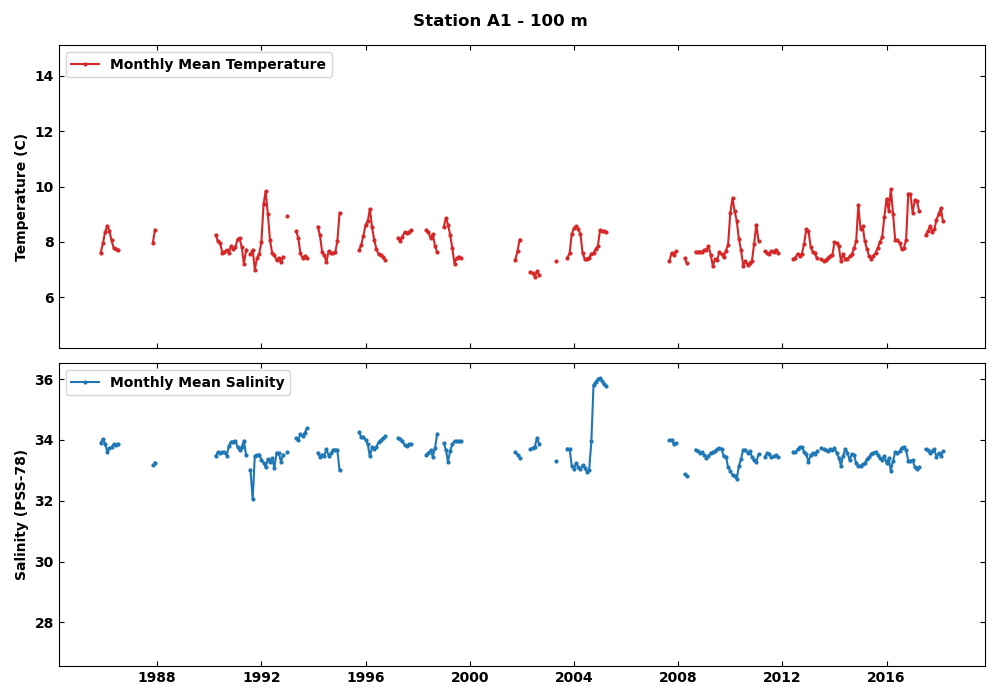 Station A1 - 100 m
Monthly Mean Temperature
Temperature (C)
14
12
10
8
6
Monthly Mean Salinity
Salinity (PSS-78)
36
34
32
30
28
1988 1992 1996 2000 2004 2008 2012 2016